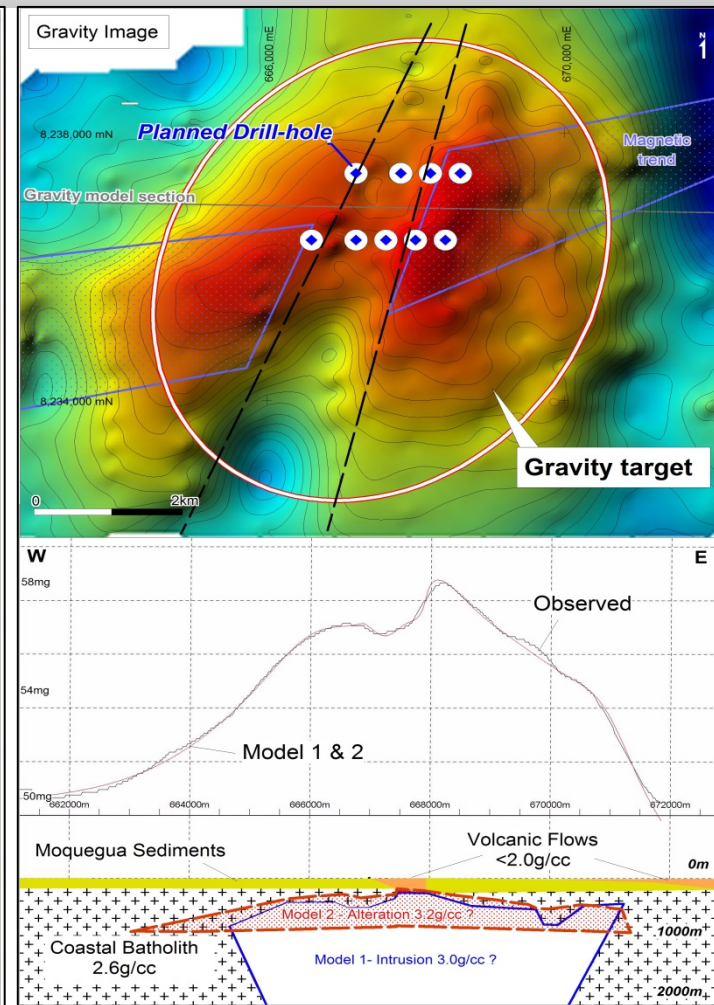 Gravity Image
N
1
666,000 mE
670,000 mE
8,238,000 mN
Planned Drill-hole
Magnetic
trend
Gravity model section
8,234,000 mN
Gravity target
0
2km
W
E
58mg
Observed
54mg
Model 1 & 2
50mg
662000m
664000m
666000m
668000m
670000m
672000m
Moquegua Sediments
Volcanic Flows
<2.0g/cc
0m
Model 2 - Alteration 3.2g/cc ?
1000m
Coastal Batholith
2.6g/cc
Model 1- Intrusion 3.0g/cc ?
2000m